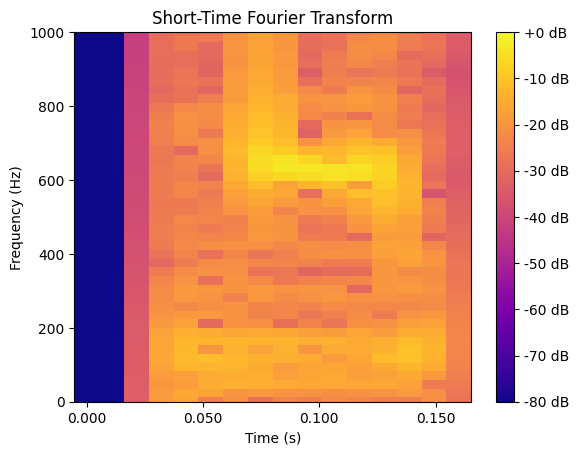 Short-Time Fourier Transform
Frequency (Hz)
1000
800
600
400
200
0
0.000
0.050
0.100
0.150
Time (s)
+0 dB
-10 dB
-20 dB
-30 dB
-40 dB
-50 dB
-60 dB
-70 dB
-80 dB